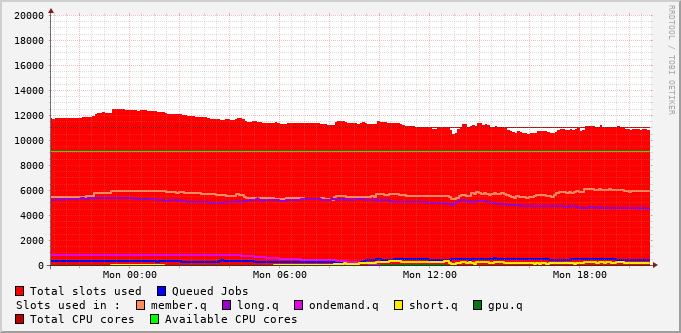 20000
18000
16000
14000
12000
10000
8000
6000
4000
2000
0
Mon 00:00 Mon 06:00 Mon 12:00 Mon 18:00
RRDTOOL / TOBI OETIKER
Total slots used Queued Jobs
Slots used in : member.q long.q ondemand.q short.q gpu.q
Total CPU cores Available CPU cores